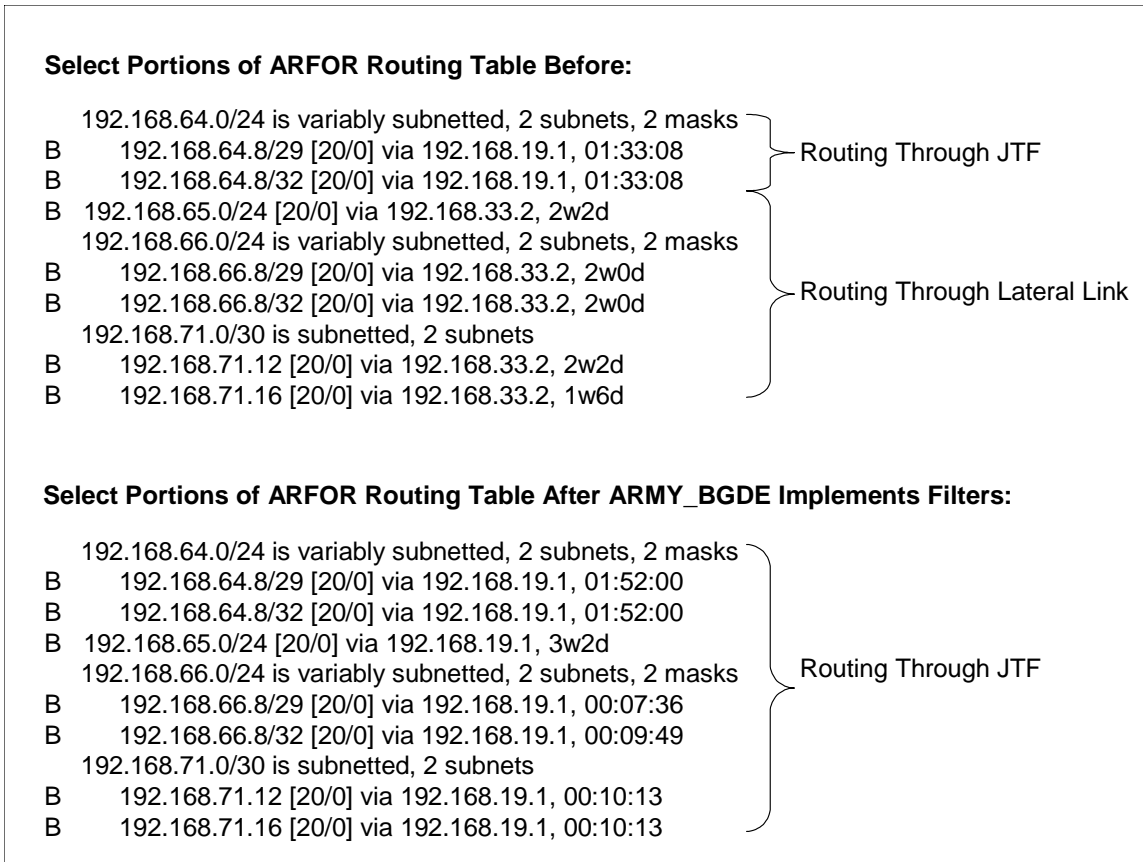 Select Portions of ARFOR Routing Table Before:
192.168.64.0/24 is variably subnetted, 2 subnets, 2 masks
B 192.168.64.8/29 [20/0] via 192.168.19.1, 01:33:08
B 192.168.64.8/32 [20/0] via 192.168.19.1, 01:33:08
Routing Through JTF
B 192.168.65.0/24 [20/0] via 192.168.33.2, 2w2d
192.168.66.0/24 is variably subnetted, 2 subnets, 2 masks
B 192.168.66.8/29 [20/0] via 192.168.33.2, 2w0d
B 192.168.66.8/32 [20/0] via 192.168.33.2, 2w0d
192.168.71.0/30 is subnetted, 2 subnets
B 192.168.71.12 [20/0] via 192.168.33.2, 2w2d
B 192.168.71.16 [20/0] via 192.168.33.2, 1w6d
Routing Through Lateral Link
Select Portions of ARFOR Routing Table After ARMY_BGDE Implements Filters:
192.168.64.0/24 is variably subnetted, 2 subnets, 2 masks
B 192.168.64.8/29 [20/0] via 192.168.19.1, 01:52:00
B 192.168.64.8/32 [20/0] via 192.168.19.1, 01:52:00
B 192.168.65.0/24 [20/0] via 192.168.19.1, 3w2d
192.168.66.0/24 is variably subnetted, 2 subnets, 2 masks
B 192.168.66.8/29 [20/0] via 192.168.19.1, 00:07:36
B 192.168.66.8/32 [20/0] via 192.168.19.1, 00:09:49
192.168.71.0/30 is subnetted, 2 subnets
B 192.168.71.12 [20/0] via 192.168.19.1, 00:10:13
B 192.168.71.16 [20/0] via 192.168.19.1, 00:10:13
Routing Through JTF